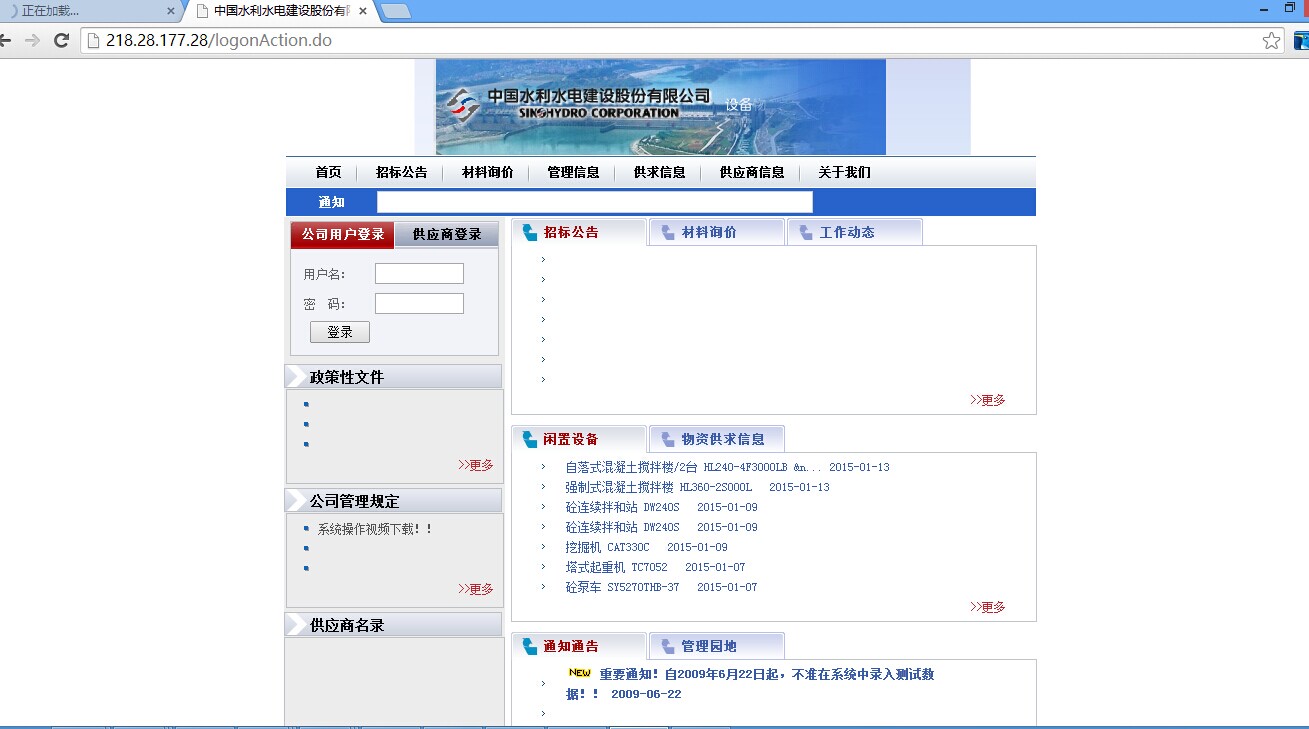 正在加载...
中国水利水电建设股份有限
218.28.177.28/logonAction.do
中国水利水电建设股份有限公司
SINOHYDRO CORPORATION
设备
首页 招标公告 材料询价 管理信息 供求信息 供应商信息 关于我们
通知
公司用户登录 供应商登录
用户名:
密 码:
登录
政策性文件
>>更多
公司管理规定
系统操作视频下载！！
>>更多
供应商名录
招标公告 材料询价 工作动态
>>更多
闲置设备 物资供求信息
自落式混凝土搅拌楼/2台 HL240-4F3000LB &n... 2015-01-13
强制式混凝土搅拌楼 HL360-2S000L 2015-01-13
砼连续拌和站 DW240S 2015-01-09
砼连续拌和站 DW240S 2015-01-09
挖掘机 CAT330C 2015-01-09
塔式起重机 TC7052 2015-01-07
砼泵车 SY5270THB-37 2015-01-07
>>更多
通知通告 管理园地
NEW 重要通知！自2009年6月22日起，不准在系统中录入测试数
据！！ 2009-06-22